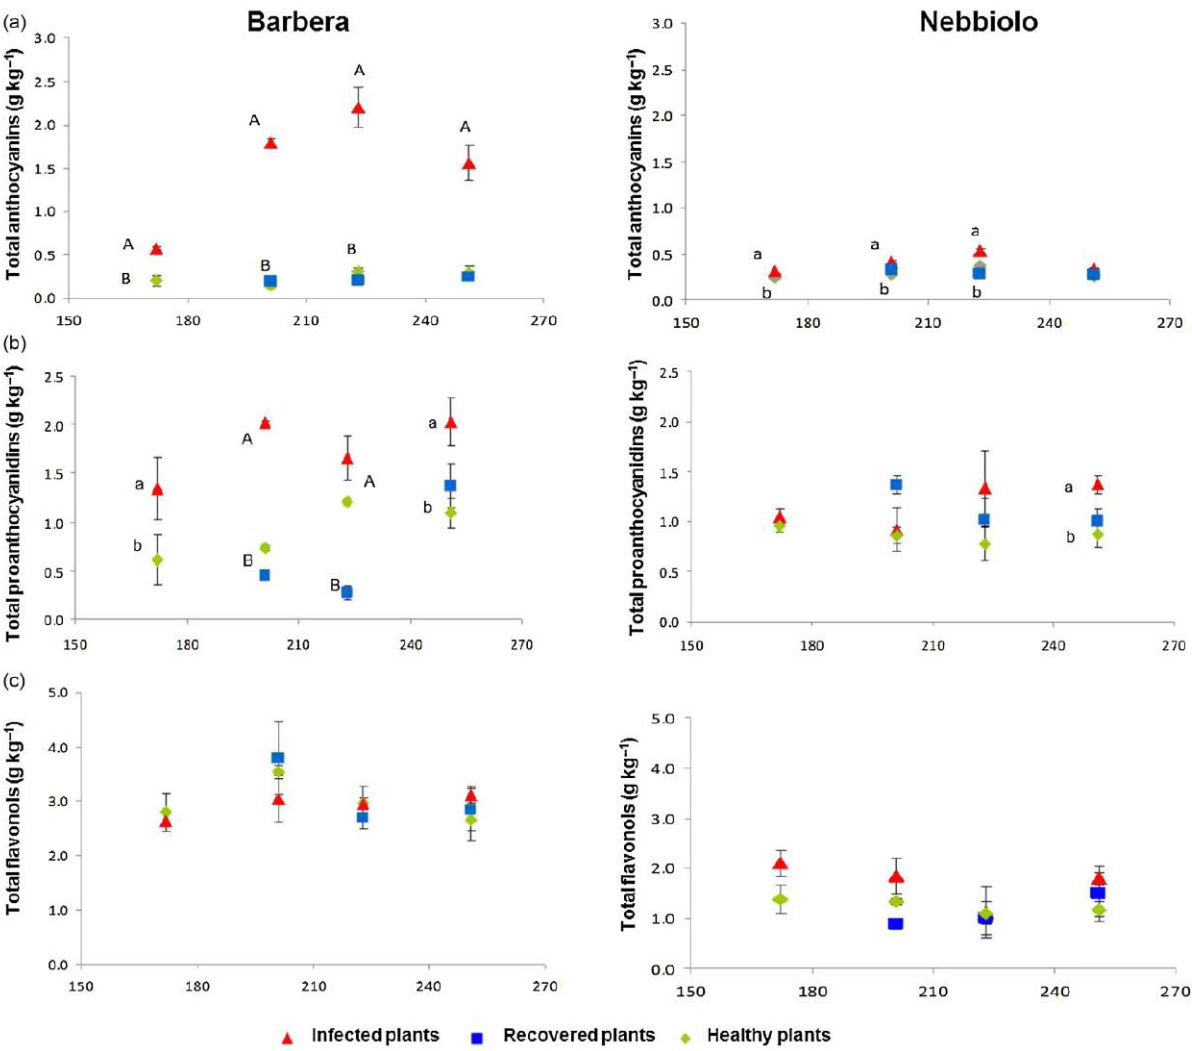 (a)
Barbera
Nebbiolo
Total anthocyanins (g kg⁻¹)
3.0
2.5
2.0
1.5
1.0
0.5
0.0
A
A
A
A
B
B
B
150 180 210 240 270
Total anthocyanins (g kg⁻¹)
3.0
2.5
2.0
1.5
1.0
0.5
0.0
a
a
a
b
b
b
150 180 210 240 270
(b)
Total proanthocyanidins (g kg⁻¹)
2.5
2.0
1.5
1.0
0.5
0.0
a
b
A
B
A
B
a
b
150 180 210 240 270
Total proanthocyanidins (g kg⁻¹)
2.5
2.0
1.5
1.0
0.5
0.0
a
b
150 180 210 240 270
(c)
Total flavonols (g kg⁻¹)
5.0
4.0
3.0
2.0
1.0
0.0
150 180 210 240 270
Total flavonols (g kg⁻¹)
5.0
4.0
3.0
2.0
1.0
0.0
150 180 210 240 270
Infected plants Recovered plants Healthy plants